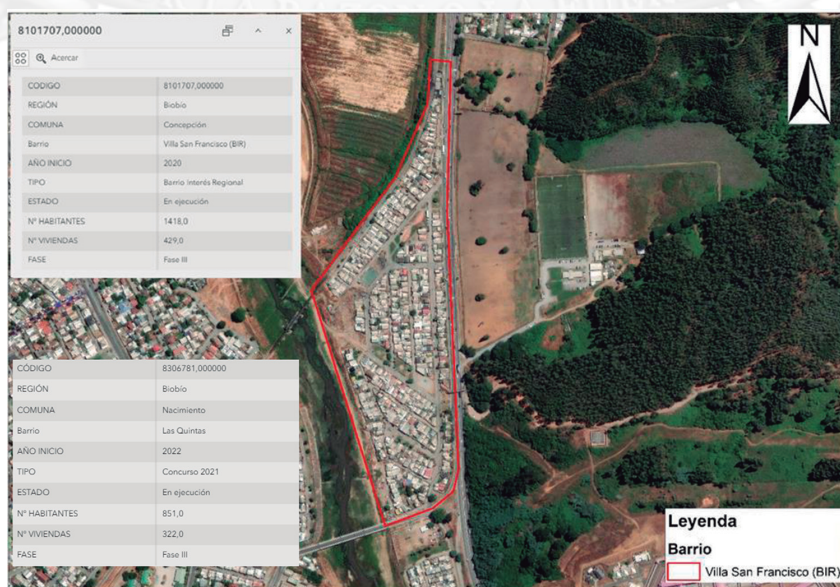 8101707,000000
Acercar
CODIGO 8101707,000000
REGIÓN Biobío
COMUNA Concepción
Barrio Villa San Francisco (BIR)
AÑO INICIO 2020
TIPO Barrio Interés Regional
ESTADO En ejecución
N° HABITANTES 1418,0
N° VIVIENDAS 429,0
FASE Fase III
CÓDIGO 8306781,000000
REGIÓN Biobío
COMUNA Nacimiento
Barrio Las Quintas
AÑO INICIO 2022
TIPO Concurso 2021
ESTADO En ejecución
N° HABITANTES 851,0
N° VIVIENDAS 322,0
FASE Fase III
N
Leyenda
Barrio
Villa San Francisco (BIR)